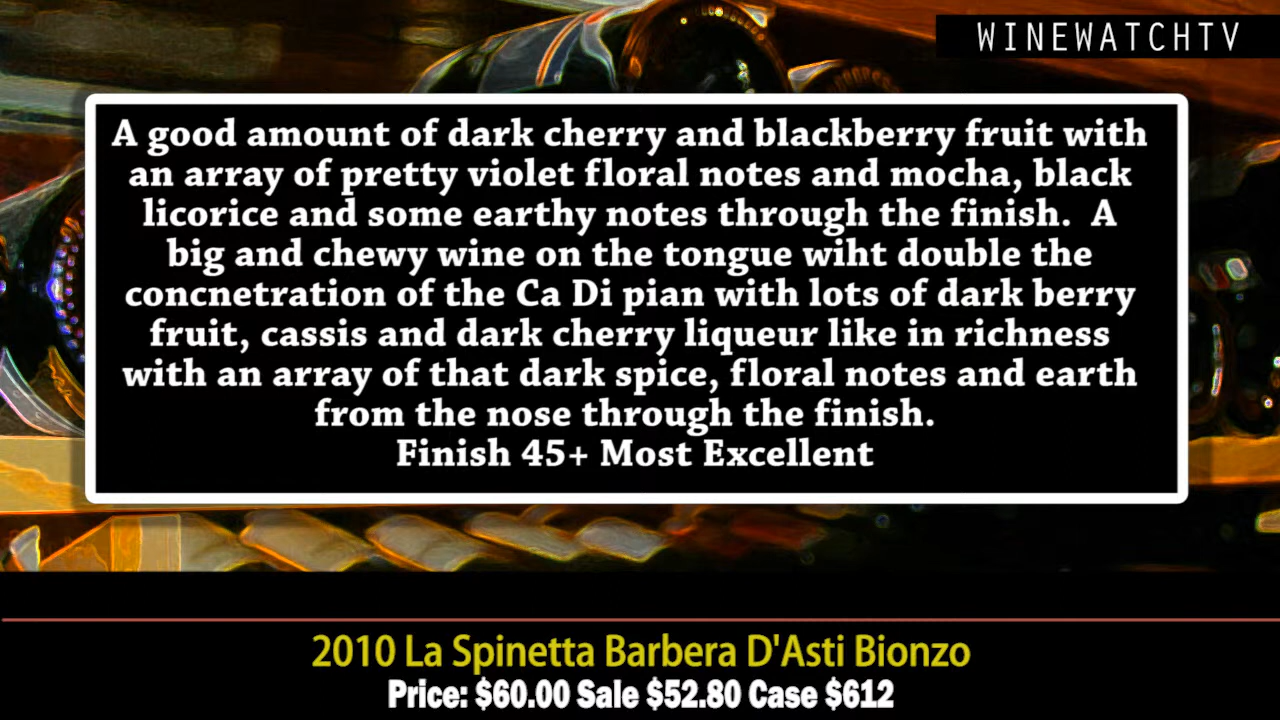 WINEWATCHTV
A good amount of dark cherry and blackberry fruit with
an array of pretty violet floral notes and mocha, black
licorice and some earthy notes through the finish.  A
big and chewy wine on the tongue wiht double the
concnetration of the Ca Di pian with lots of dark berry
fruit, cassis and dark cherry liqueur like in richness
with an array of that dark spice, floral notes and earth
from the nose through the finish.
Finish 45+ Most Excellent
2010 La Spinetta Barbera D'Asti Bionzo
Price: $60.00 Sale $52.80 Case $612